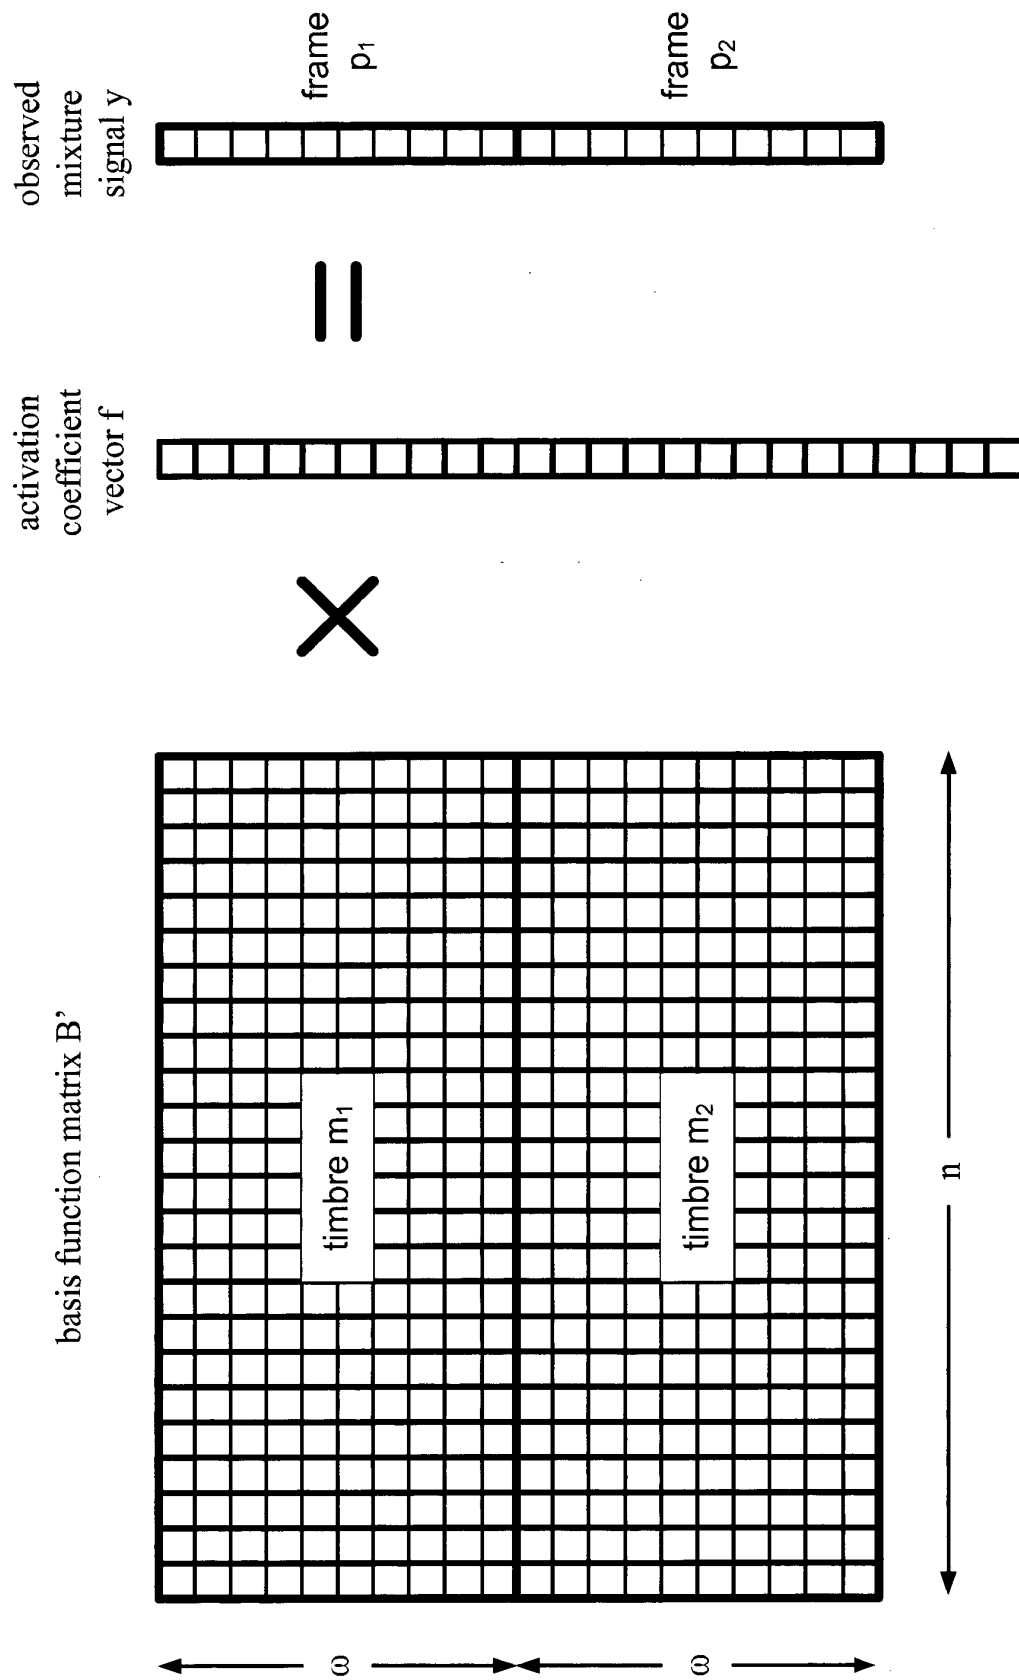 basis function matrix B’
activation
coefficient
vector f
observed
mixture
signal y
ω
timbre m₁
frame
p₁
ω
timbre m₂
frame
p₂
n